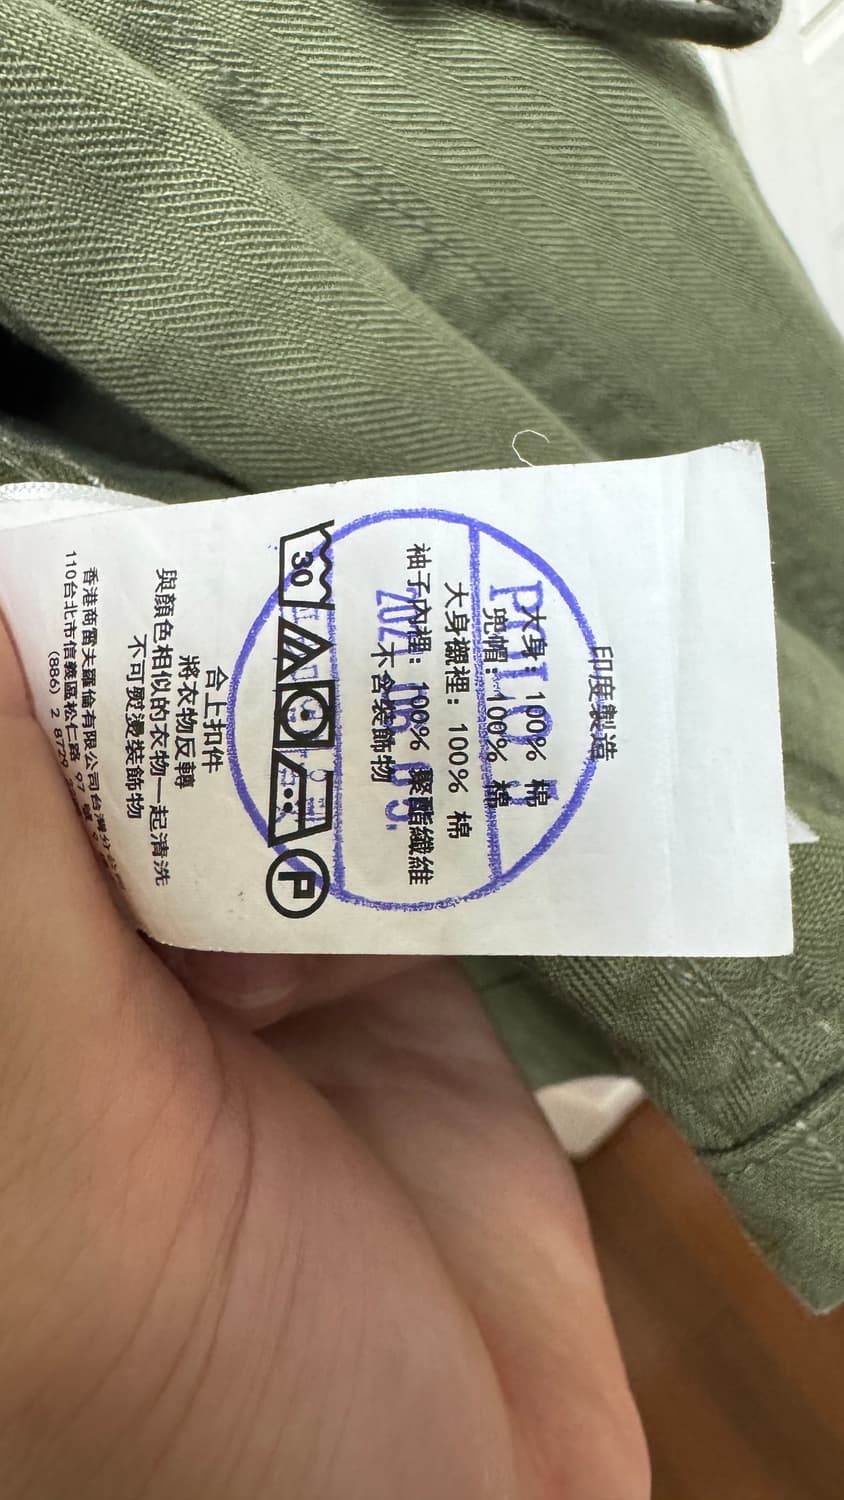 印度製造
大身: 100% 棉
兜帽: 100% 棉
大身襯裡: 100% 棉
袖子內裡: 100% 聚酯纖維
不含裝飾物
30
P
合上扣件
將衣物反轉
與顏色相似的衣物一起清洗
不可熨燙裝飾物
香港商雷夫羅倫有限公司台灣分公司
110台北市信義區松仁路 97 號
(886) 2 8729